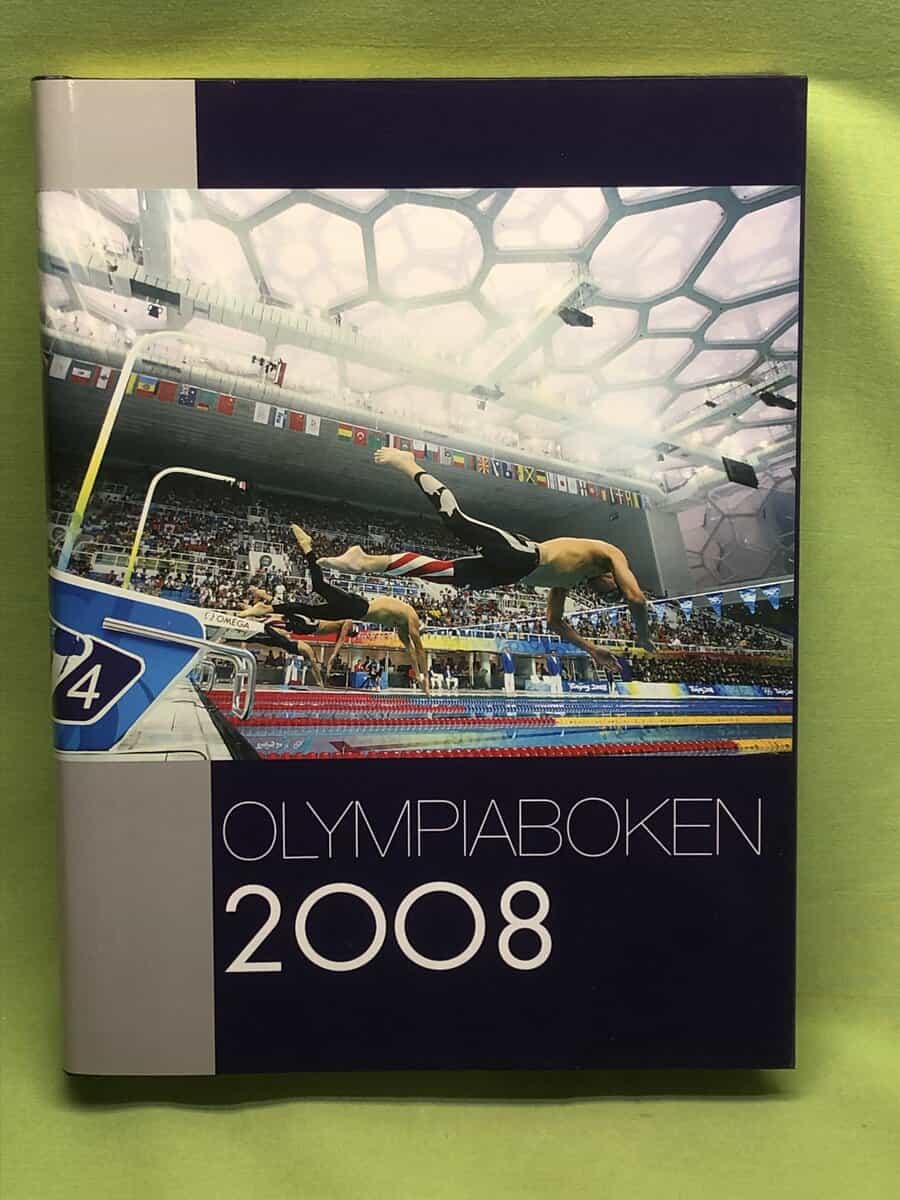 OMEGA
4
OLYMPIABOKEN
2008